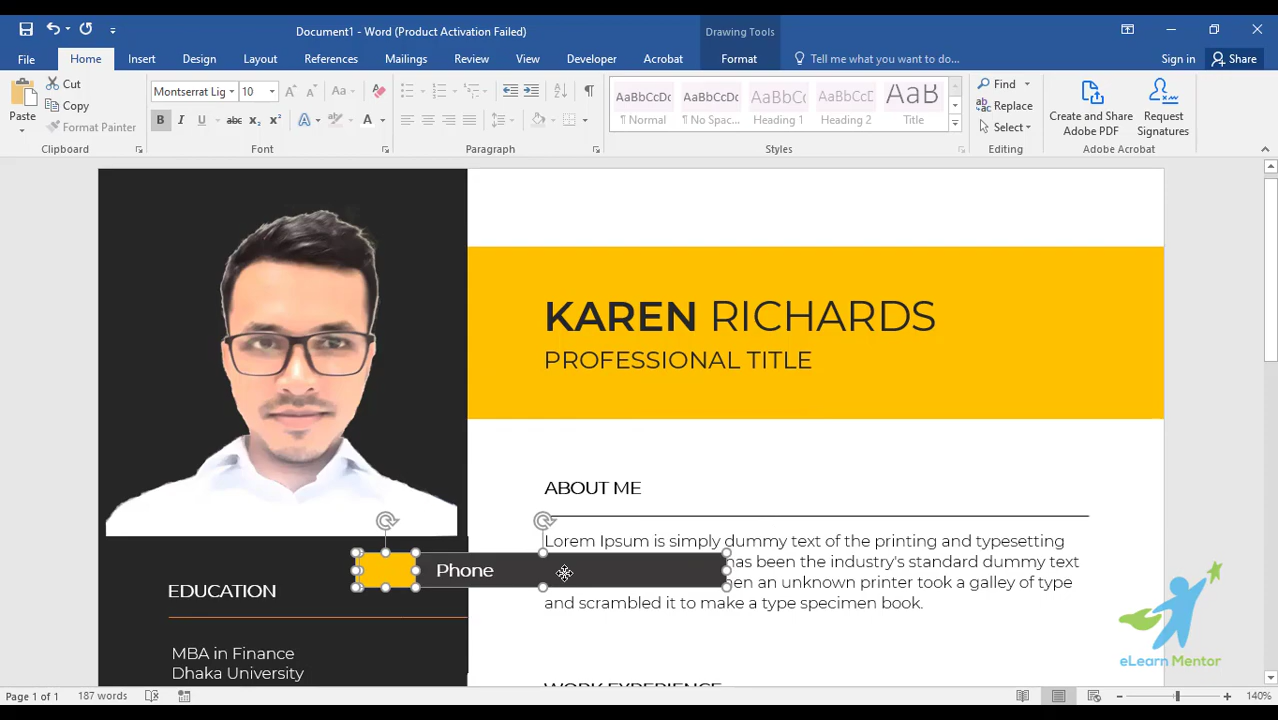 Document1 - Word (Product Activation Failed)
Drawing Tools
File
Home
Insert
Design
Layout
References
Mailings
Review
View
Developer
Acrobat
Format
Tell me what you want to do...
Sign in
Share
Paste
Cut
Copy
Format Painter
Clipboard
Montserrat Lig
10
Font
Paragraph
AaBbCcDc
¶ Normal
AaBbCcDc
¶ No Spac...
AaBbCc
Heading 1
AaBbCcC
Heading 2
AaB
Title
Styles
Find
Replace
Select
Editing
Create and Share
Adobe PDF
Request
Signatures
Adobe Acrobat
KAREN RICHARDS
PROFESSIONAL TITLE
ABOUT ME
Lorem Ipsum is simply dummy text of the printing and typesetting
has been the industry's standard dummy text
en an unknown printer took a galley of type
and scrambled it to make a type specimen book.
Phone
EDUCATION
MBA in Finance
Dhaka University
WORK EXPERIENCE
eLearn Mentor
Page 1 of 1
187 words
140%